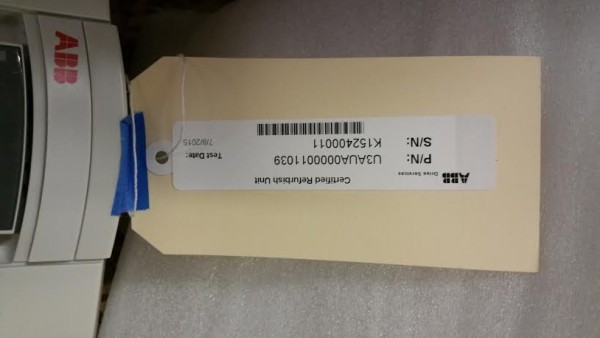 ABB
ABB
Drive Services
Certified Refurbish Unit
P/N: U3AUA0000011039
S/N: K152400011
Test Date: 7/8/2015